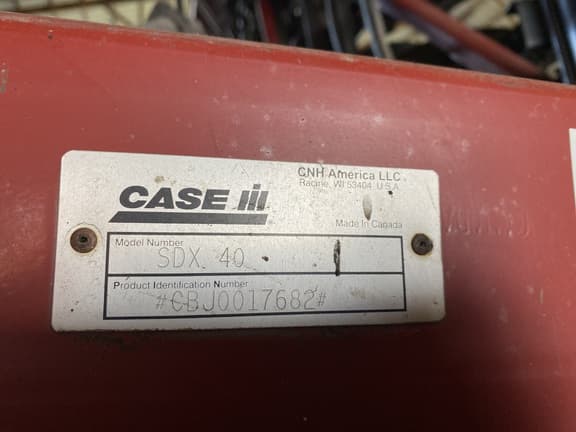 CNH America LLC
Racine, WI 53404 U.S.A.
CASE IH
Made in Canada
Model Number
SDX 40
Product Identification Number
#CBJ0017682#